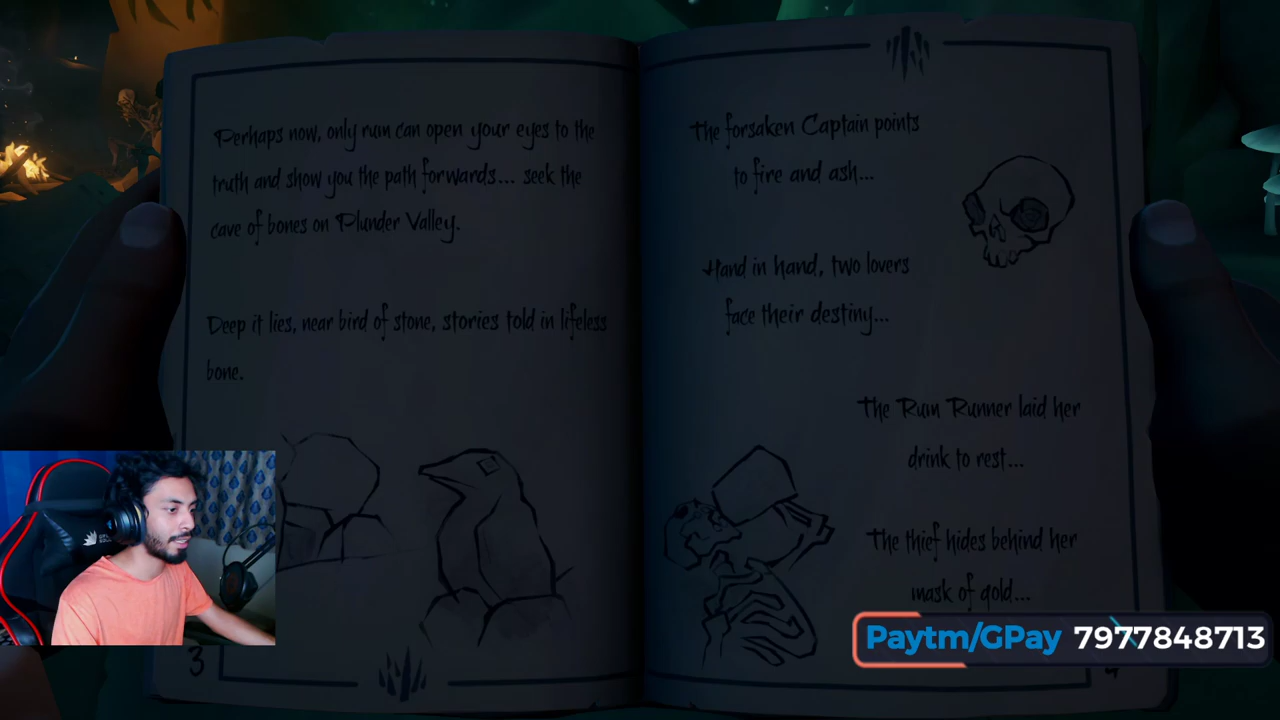 Perhaps now, only rum can open your eyes to the
truth and show you the path forwards... seek the
cave of bones on Plunder Valley.
Deep it lies, near bird of stone, stories told in lifeless
bone.
3
The forsaken Captain points
to fire and ash...
Hand in hand, two lovers
face their destiny...
The Rum Runner laid her
drink to rest...
The thief hides behind her
mask of gold...
Paytm/GPay 7977848713